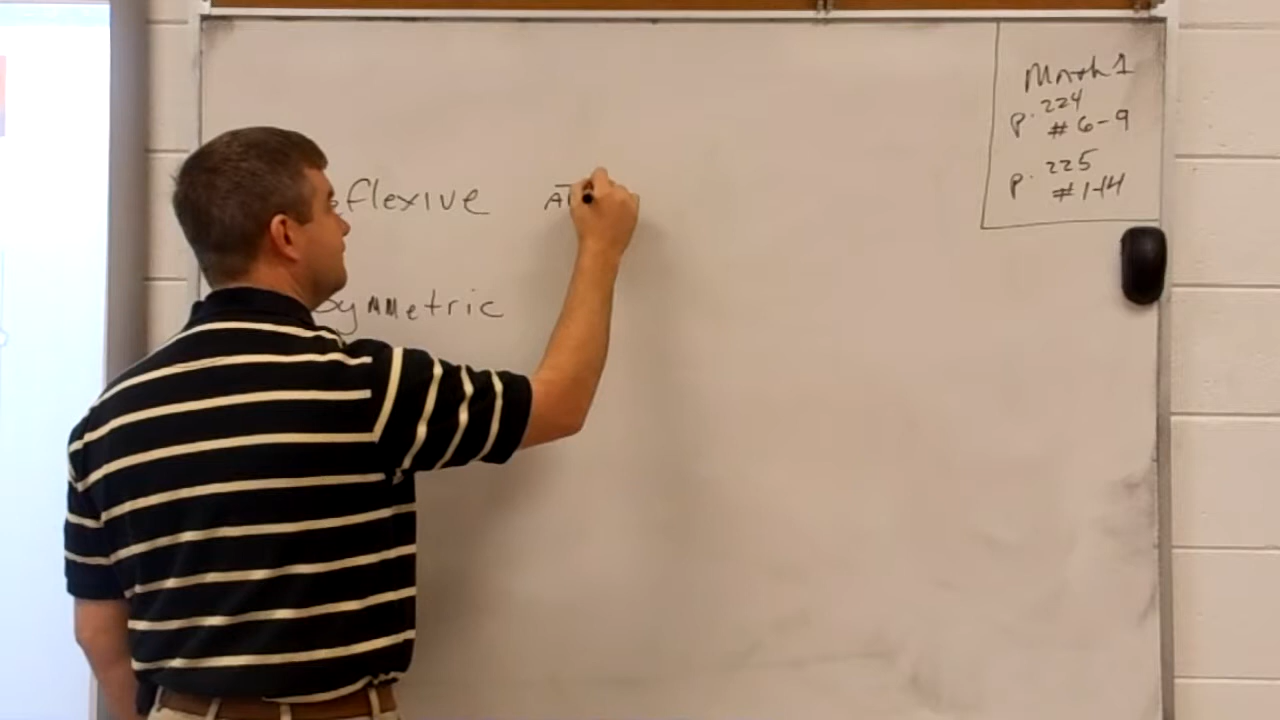 flexive
symmetric
Math 1
p. 224
# 6-9
p. 225
# 1-14